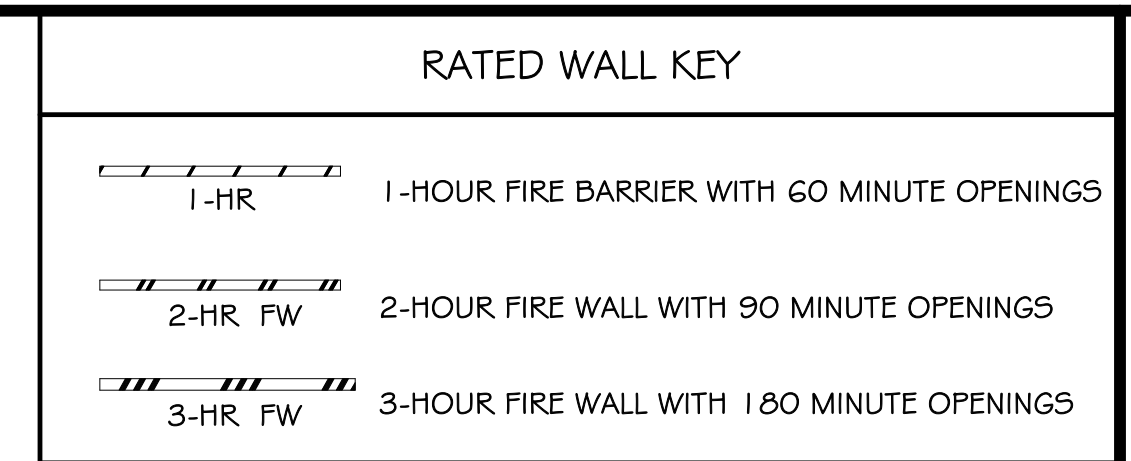 RATED WALL KEY
1-HR
1-HOUR FIRE BARRIER WITH 60 MINUTE OPENINGS
2-HR FW
2-HOUR FIRE WALL WITH 90 MINUTE OPENINGS
3-HR FW
3-HOUR FIRE WALL WITH 180 MINUTE OPENINGS